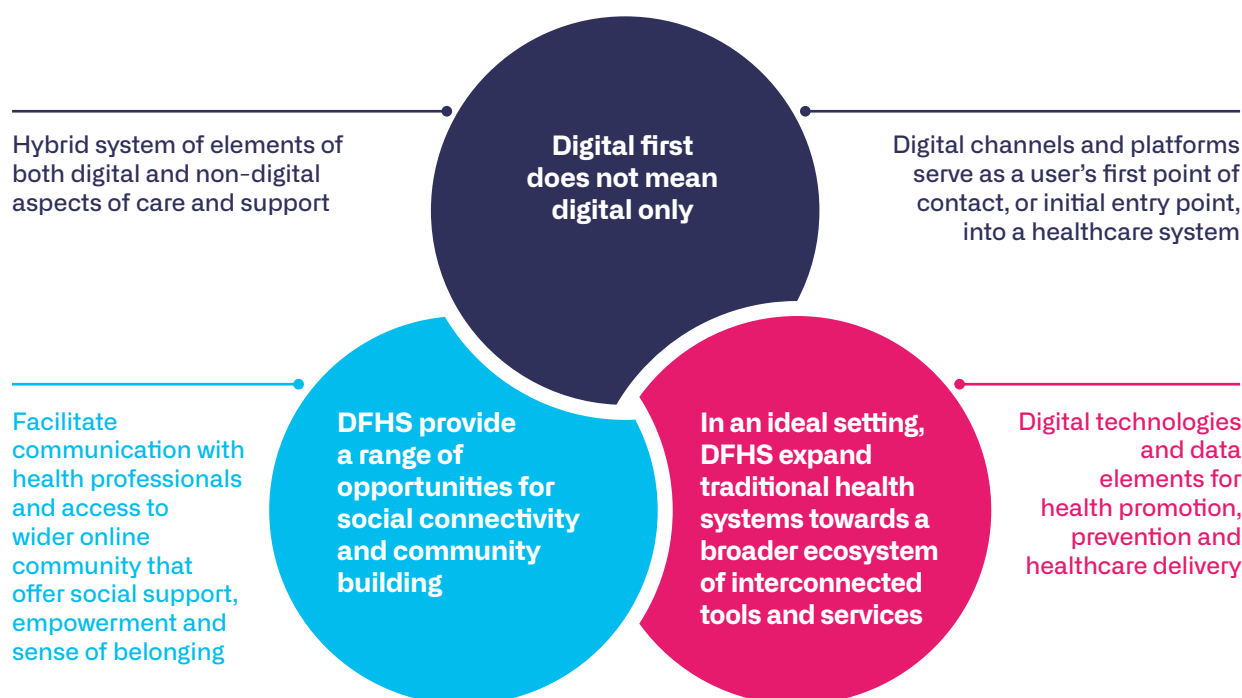 Digital first
does not mean
digital only
Hybrid system of elements of
both digital and non-digital
aspects of care and support
Digital channels and platforms
serve as a user's first point of
contact, or initial entry point,
into a healthcare system
DFHS provide
a range of
opportunities for
social connectivity
and community
building
Facilitate
communication with
health professionals
and access to
wider online
community that
offer social support,
empowerment and
sense of belonging
In an ideal setting,
DFHS expand
traditional health
systems towards a
broader ecosystem
of interconnected
tools and services
Digital technologies
and data
elements for
health promotion,
prevention and
healthcare delivery